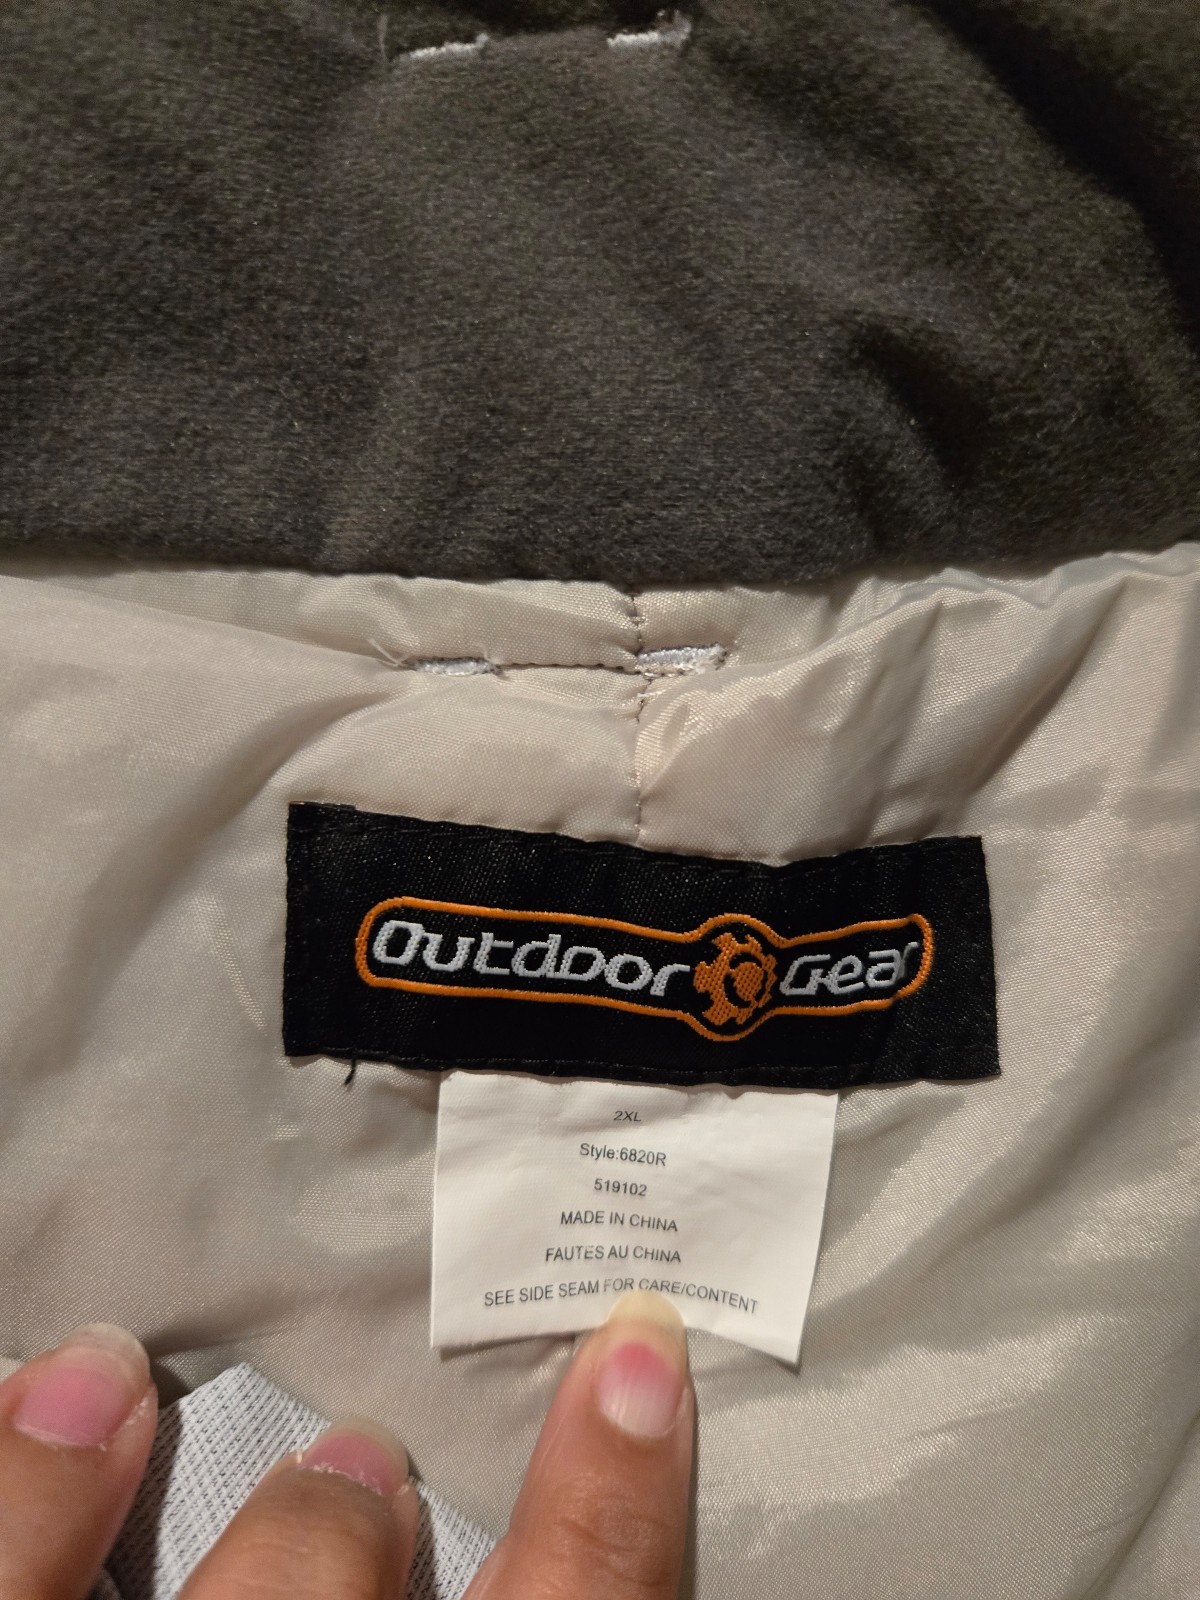 Outdoor Gear
2XL
Style:6820R
519102
MADE IN CHINA
FAUTES AU CHINA
SEE SIDE SEAM FOR CARE/CONTENT